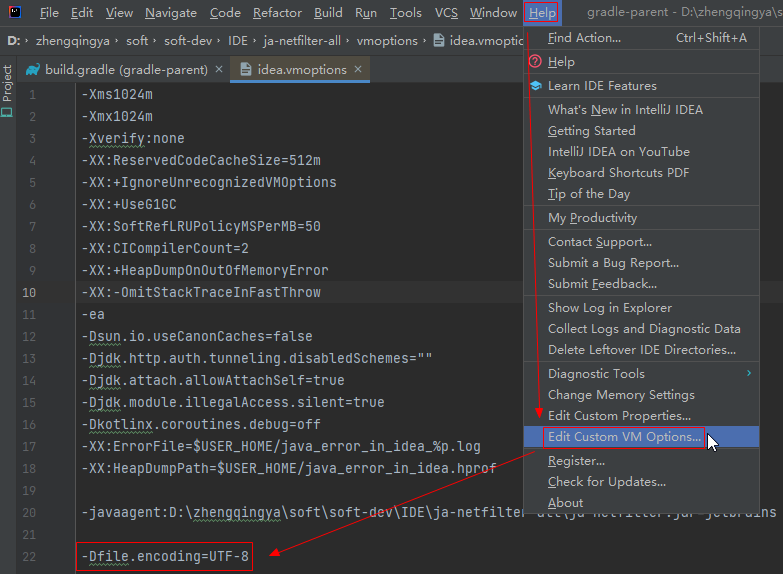 File Edit View Navigate Code Refactor Build Run Tools VCS Window Help gradle-parent - D:\zhengqingya\s
D: zhengqingya soft soft-dev IDE ja-netfilter-all vmoptions idea.vmoptio
build.gradle (gradle-parent) idea.vmoptions
Project
1 -Xms1024m
2 -Xmx1024m
3 -Xverify:none
4 -XX:ReservedCodeCacheSize=512m
5 -XX:+IgnoreUnrecognizedVMOptions
6 -XX:+UseG1GC
7 -XX:SoftRefLRUPolicyMSPerMB=50
8 -XX:CICompilerCount=2
9 -XX:+HeapDumpOnOutOfMemoryError
10 -XX:-OmitStackTraceInFastThrow
11 -ea
12 -Dsun.io.useCanonCaches=false
13 -Djdk.http.auth.tunneling.disabledSchemes=""
14 -Djdk.attach.allowAttachSelf=true
15 -Djdk.module.illegalAccess.silent=true
16 -Dkotlinx.coroutines.debug=off
17 -XX:ErrorFile=$USER_HOME/java_error_in_idea_%p.log
18 -XX:HeapDumpPath=$USER_HOME/java_error_in_idea.hprof
19
20 -javaagent:D:\zhengqingya\soft\soft-dev\IDE\ja-netfilter-all\ja-netfilter.jar=jetbrains
21
22 -Dfile.encoding=UTF-8
Find Action... Ctrl+Shift+A
Help
Learn IDE Features
What's New in IntelliJ IDEA
Getting Started
IntelliJ IDEA on YouTube
Keyboard Shortcuts PDF
Tip of the Day
My Productivity
Contact Support...
Submit a Bug Report...
Submit Feedback...
Show Log in Explorer
Collect Logs and Diagnostic Data
Delete Leftover IDE Directories...
Diagnostic Tools
Change Memory Settings
Edit Custom Properties...
Edit Custom VM Options...
Register...
Check for Updates...
About